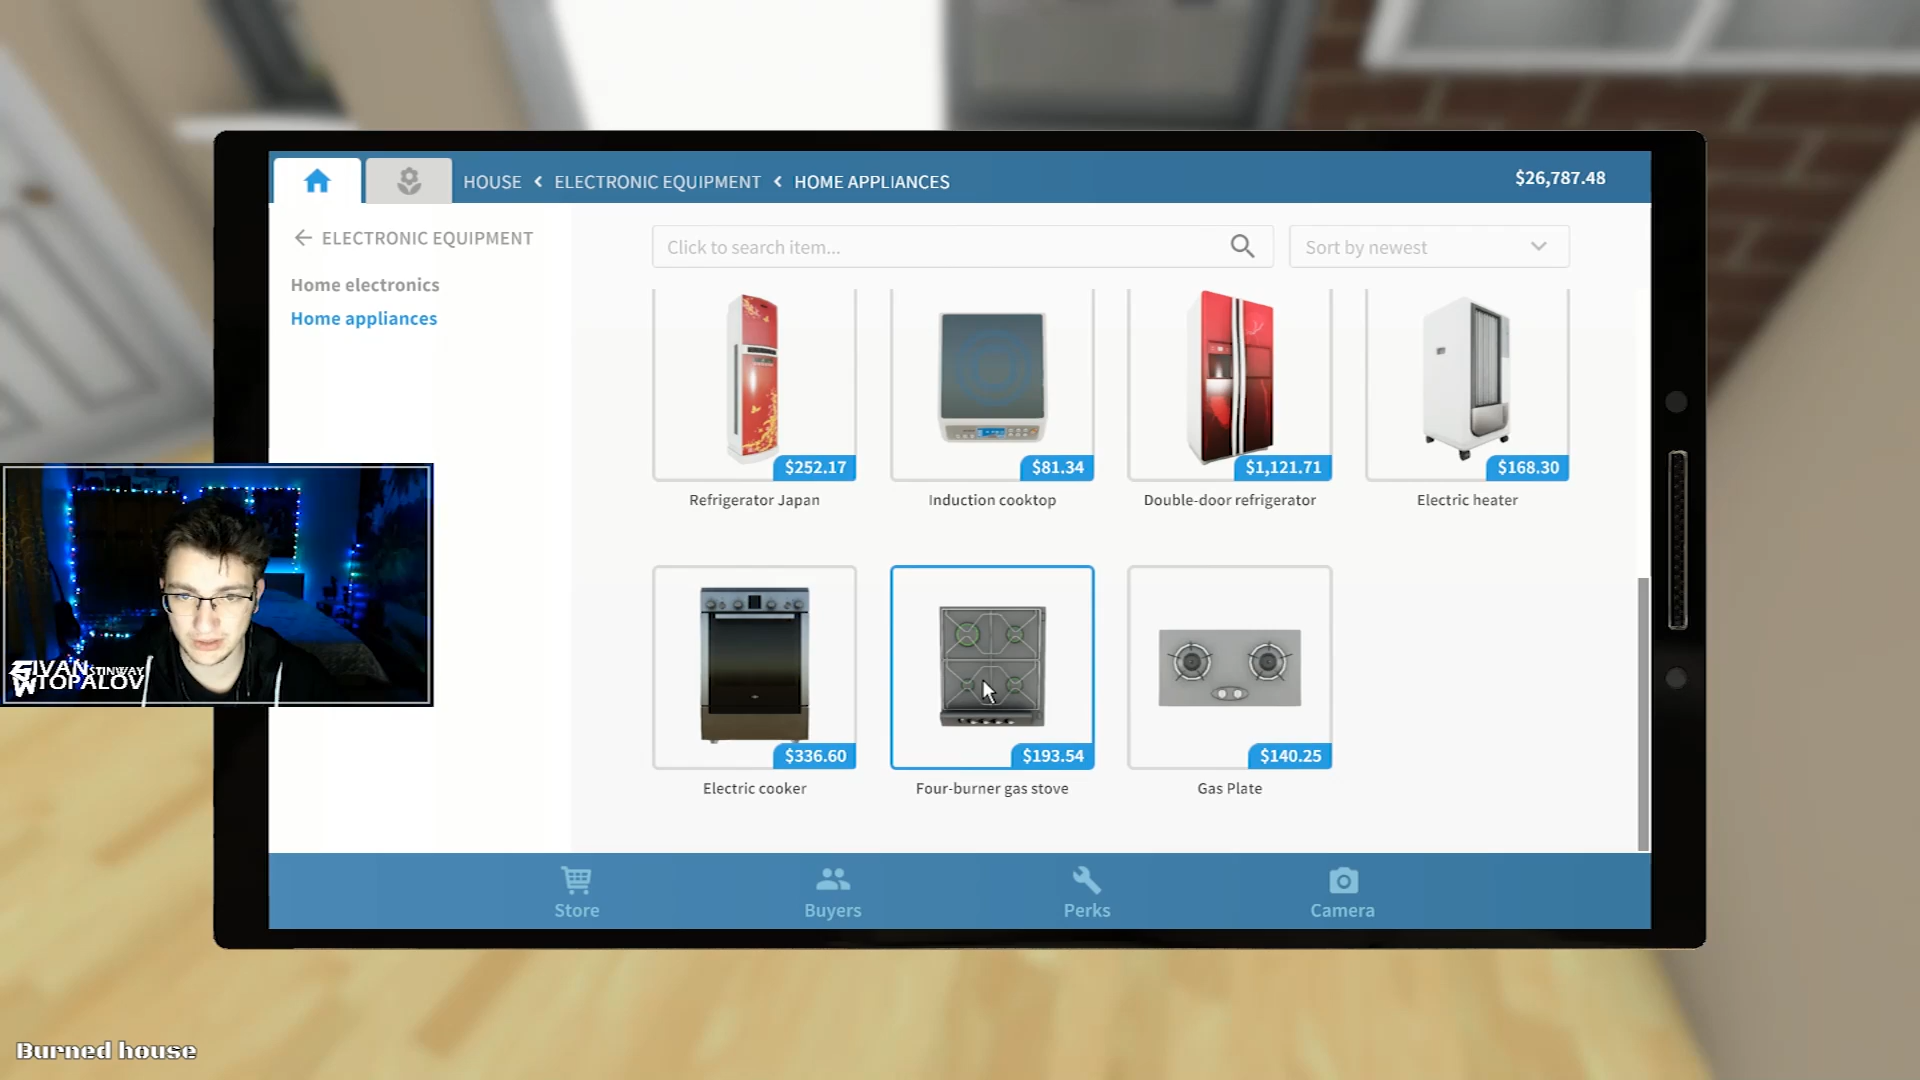 HOUSE < ELECTRONIC EQUIPMENT < HOME APPLIANCES
$26,787.48
ELECTRONIC EQUIPMENT
Home electronics
Home appliances
Click to search item...
Sort by newest
$252.17
$81.34
$1,121.71
$168.30
Refrigerator Japan
Induction cooktop
Double-door refrigerator
Electric heater
$336.60
$193.54
$140.25
Electric cooker
Four-burner gas stove
Gas Plate
IVAN STINWAY
TOPALOV
Store
Buyers
Perks
Camera
Burned house